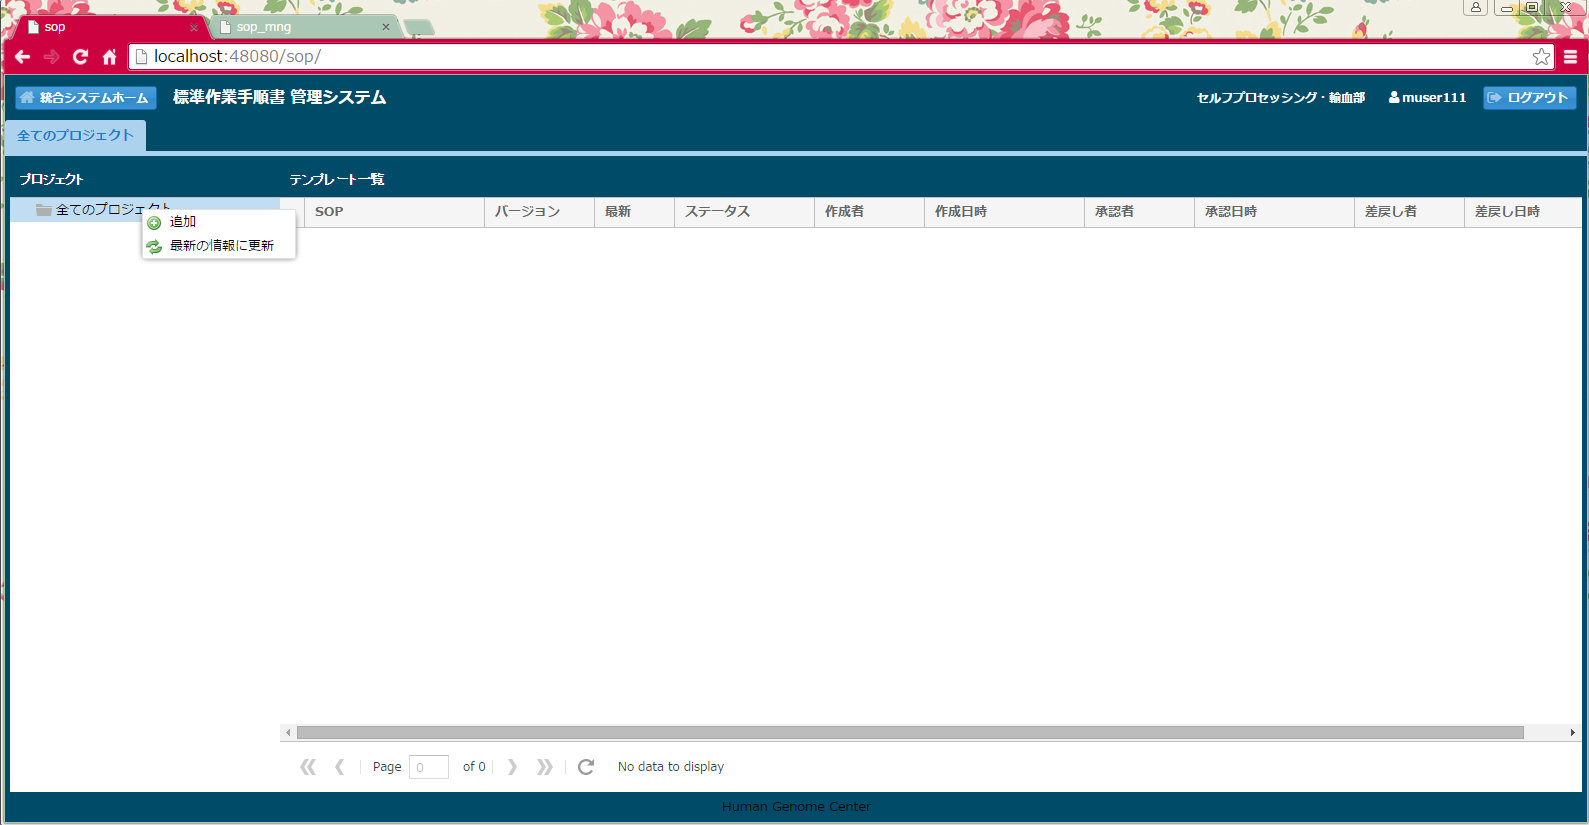 sop
sop_mng
localhost:48080/sop/
統合システムホーム
標準作業手順書 管理システム
セルフプロセッシング・輸血部
muser111
ログアウト
全てのプロジェクト
プロジェクト
テンプレート一覧
全てのプロジェクト
SOP
バージョン
最新
ステータス
作成者
作成日時
承認者
承認日時
差戻し者
差戻し日時
追加
最新の情報に更新
Page
0
of 0
No data to display
Human Genome Center